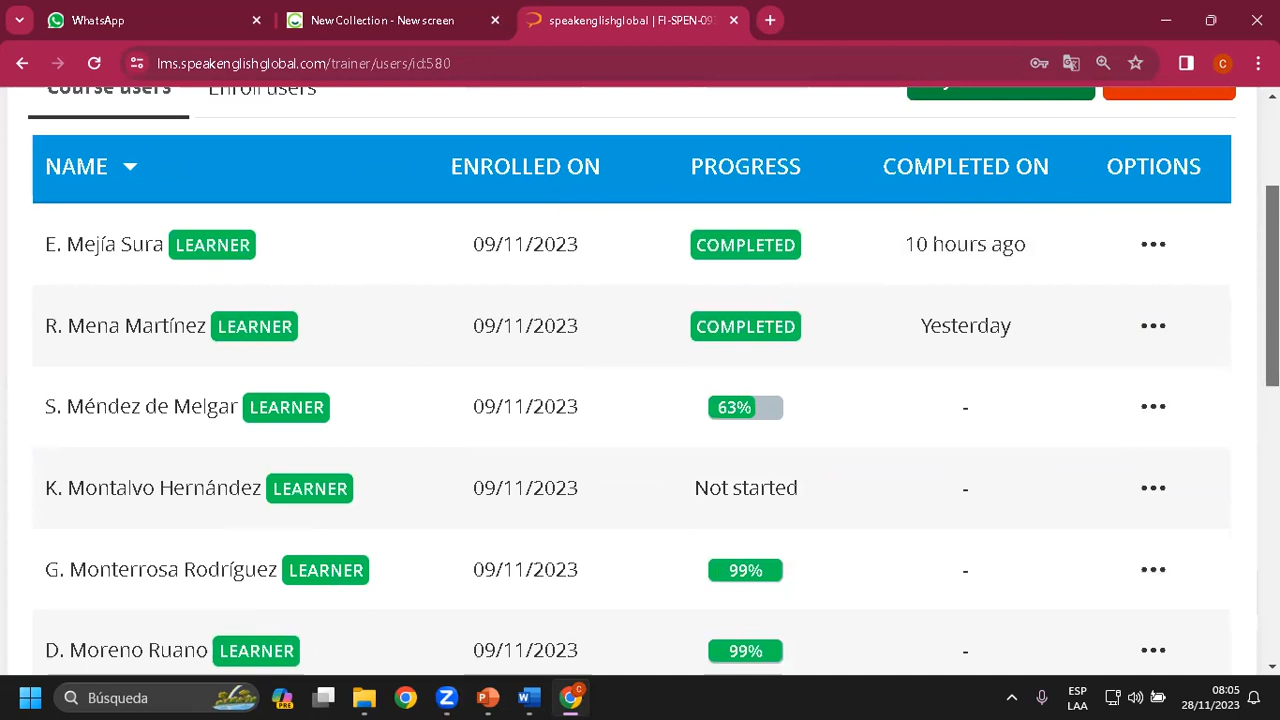 WhatsApp
New Collection - New screen
speakenglishglobal | FI-SPEN-09
lms.speakenglishglobal.com/trainer/users/id:580
C
Course users
Enroll users
NAME ENROLLED ON PROGRESS COMPLETED ON OPTIONS
E. Mejía Sura LEARNER 09/11/2023 COMPLETED 10 hours ago
R. Mena Martínez LEARNER 09/11/2023 COMPLETED Yesterday
S. Méndez de Melgar LEARNER 09/11/2023 63% -
K. Montalvo Hernández LEARNER 09/11/2023 Not started -
G. Monterrosa Rodríguez LEARNER 09/11/2023 99% -
D. Moreno Ruano LEARNER 09/11/2023 99% -
Búsqueda
PRE
ESP
LAA
08:05
28/11/2023